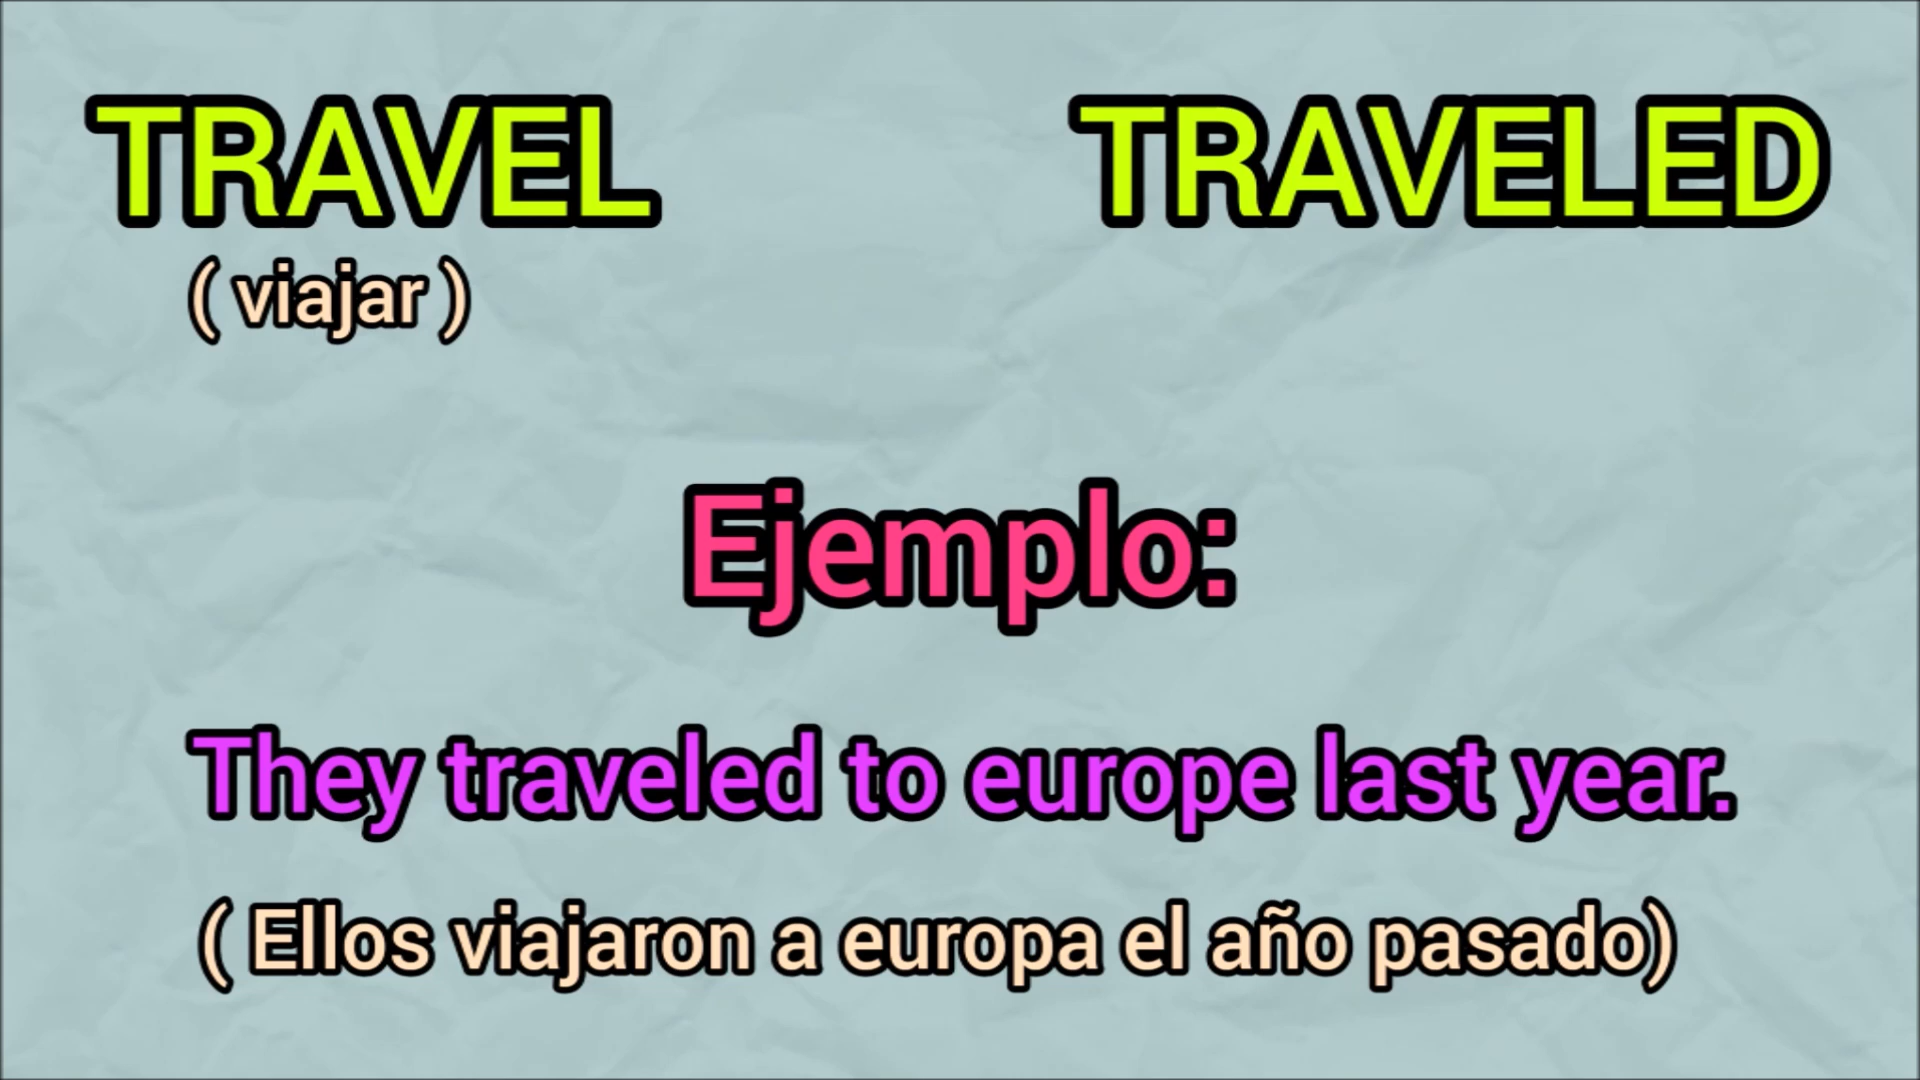 TRAVEL TRAVELED
( viajar )
Ejemplo:
They traveled to europe last year.
( Ellos viajaron a europa el año pasado)